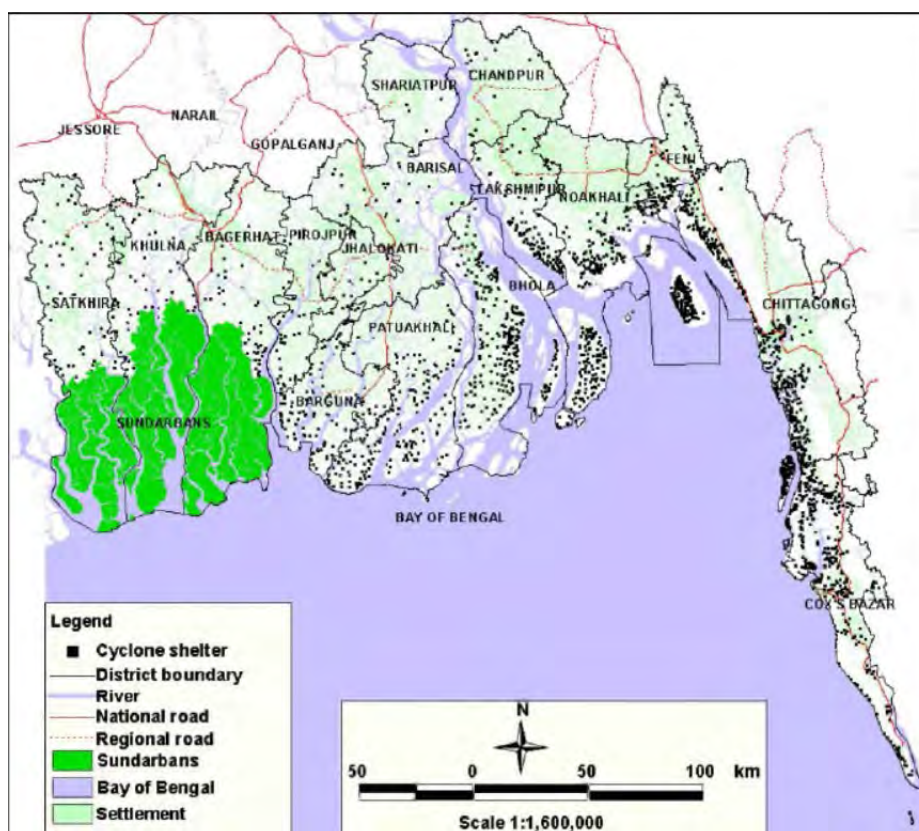 CHANDPUR
SHARIATPUR
NARAIL
JESSORE
GOPALGANJ
FENI
BARISAL
LAKSHMIPUR
NOAKHALI
KHULNA
BAGERHAT
PIROJPUR
JHALOKATI
BHOLA
SATKHIRA
CHITTAGONG
PATUAKHALI
BARGUNA
SUNDARBANS
BAY OF BENGAL
COX'S BAZAR
Legend
Cyclone shelter
District boundary
River
National road
Regional road
Sundarbans
Bay of Bengal
Settlement
N
50 0 50 100 km
Scale 1:1,600,000